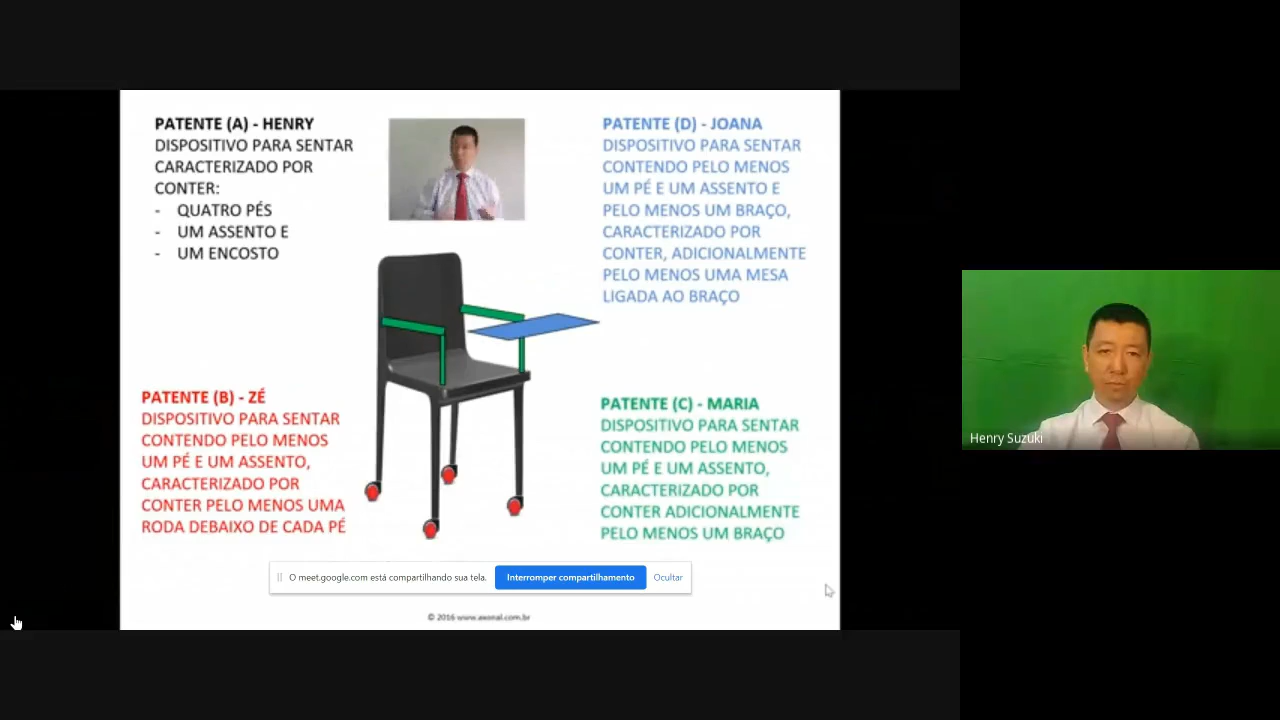 PATENTE (A) - HENRY
DISPOSITIVO PARA SENTAR
CARACTERIZADO POR
CONTER:
- QUATRO PÉS
- UM ASSENTO E
- UM ENCOSTO
PATENTE (D) - JOANA
DISPOSITIVO PARA SENTAR
CONTENDO PELO MENOS
UM PÉ E UM ASSENTO E
PELO MENOS UM BRAÇO,
CARACTERIZADO POR
CONTER, ADICIONALMENTE
PELO MENOS UMA MESA
LIGADA AO BRAÇO
PATENTE (B) - ZÉ
DISPOSITIVO PARA SENTAR
CONTENDO PELO MENOS
UM PÉ E UM ASSENTO,
CARACTERIZADO POR
CONTER PELO MENOS UMA
RODA DEBAIXO DE CADA PÉ
PATENTE (C) - MARIA
DISPOSITIVO PARA SENTAR
CONTENDO PELO MENOS
UM PÉ E UM ASSENTO,
CARACTERIZADO POR
CONTER ADICIONALMENTE
PELO MENOS UM BRAÇO
O meet.google.com está compartilhando sua tela. Interromper compartilhamento Ocultar
© 2016 www.axonal.com.br
Henry Suzuki